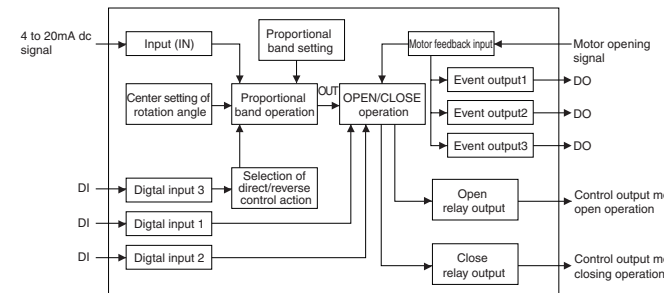 4 to 20mA dc
signal
Input (IN)
Proportional
band setting
Motor feedback input
Motor opening
signal
Event output1
DO
Center setting of
rotation angle
Proportional
band operation
OUT
OPEN/CLOSE
operation
Event output2
DO
Event output3
DO
DI
Digtal input 3
Selection of
direct/reverse
control action
Open
relay output
Control output
open operation
DI
Digtal input 1
DI
Digtal input 2
Close
relay output
Control output
closing operation